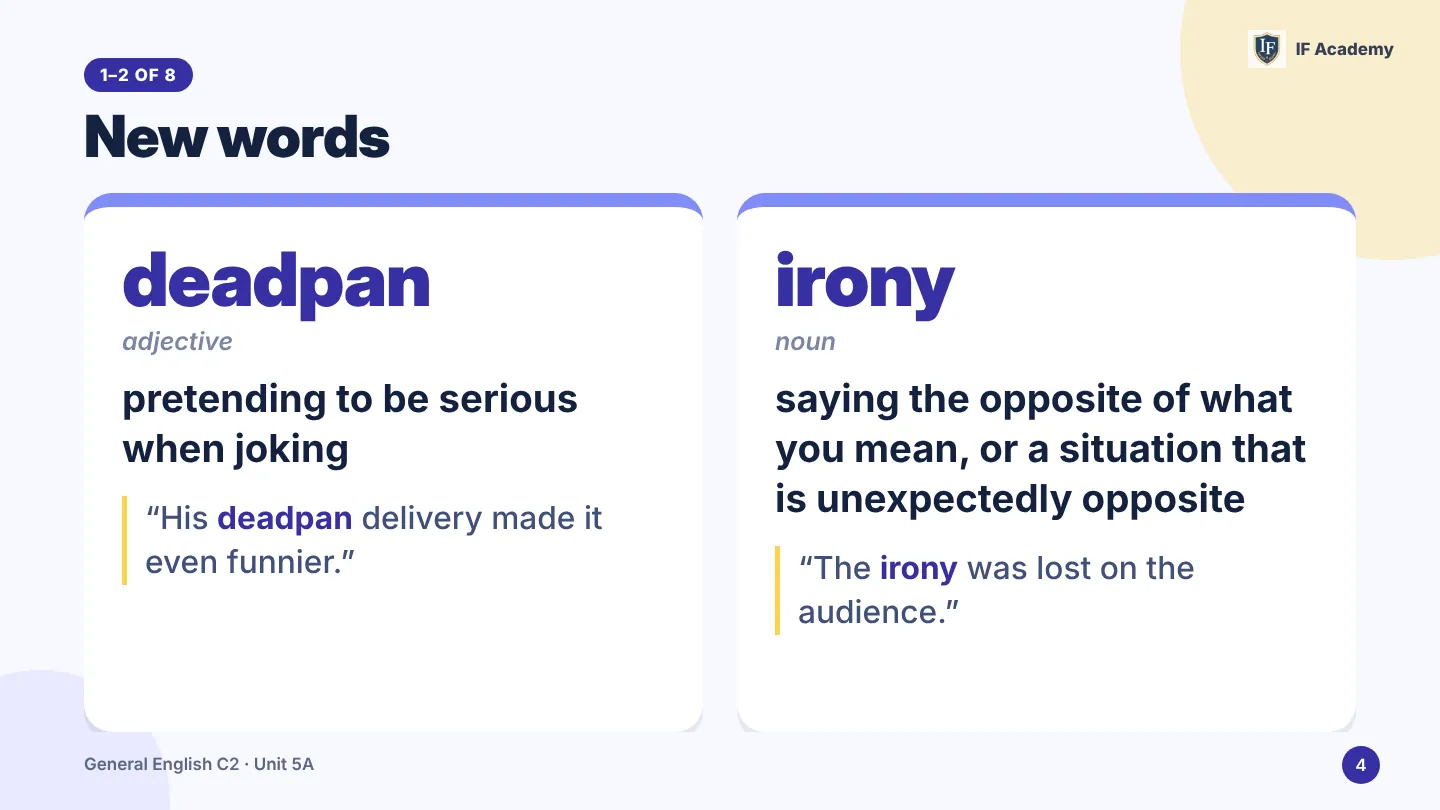 IF
IF Academy
1–2 OF 8
New words
deadpan
adjective
pretending to be serious
when joking
“His deadpan delivery made it
even funnier.”
irony
noun
saying the opposite of what
you mean, or a situation that
is unexpectedly opposite
“The irony was lost on the
audience.”
General English C2 · Unit 5A
4